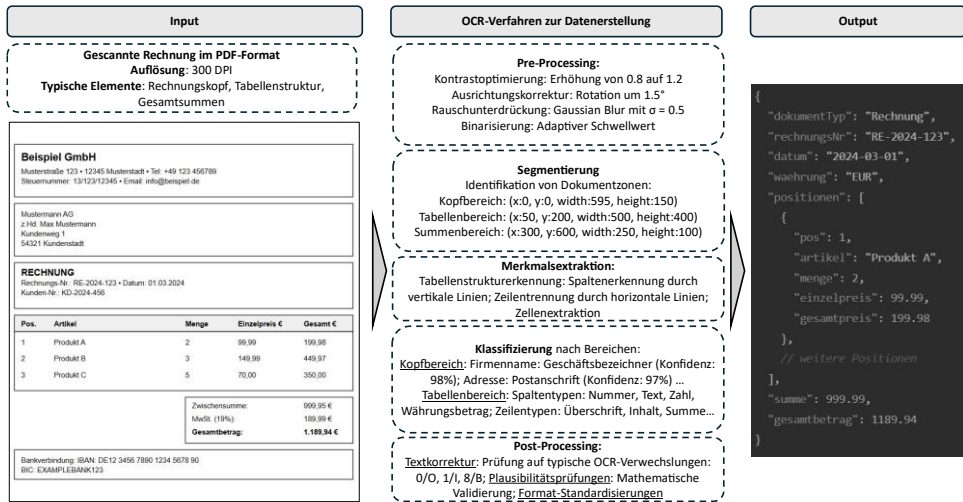 Input
Gescannte Rechnung im PDF-Format
Auflösung: 300 DPI
Typische Elemente: Rechnungskopf, Tabellenstruktur,
Gesamtsummen
Beispiel GmbH
Musterstraße 123 • 12345 Musterstadt • Tel: +49 123 456789
Steuernummer: 13/123/12345 • Email: info@beispiel.de
Mustermann AG
z.Hd. Max Mustermann
Kundenweg 1
54321 Kundenstadt
RECHNUNG
Rechnungs-Nr.: RE-2024-123 • Datum: 01.03.2024
Kunden-Nr.: KD-2024-456
Pos. Artikel Menge Einzelpreis € Gesamt €
1 Produkt A 2 99,99 199,98
2 Produkt B 3 149,99 449,97
3 Produkt C 5 70,00 350,00
Zwischensumme: 999,95 €
MwSt. (19%): 189,99 €
Gesamtbetrag: 1.189,94 €
Bankverbindung: IBAN: DE12 3456 7890 1234 5678 90
BIC: EXAMPLEBANK123
OCR-Verfahren zur Datenerstellung
Pre-Processing:
Kontrastoptimierung: Erhöhung von 0.8 auf 1.2
Ausrichtungskorrektur: Rotation um 1.5°
Rauschunterdrückung: Gaussian Blur mit σ = 0.5
Binarisierung: Adaptiver Schwellwert
Segmentierung
Identifikation von Dokumentzonen:
Kopfbereich: (x:0, y:0, width:595, height:150)
Tabellenbereich: (x:50, y:200, width:500, height:400)
Summenbereich: (x:300, y:600, width:250, height:100)
Merkmalsextraktion:
Tabellenstrukturerkennung: Spaltenerkennung durch
vertikale Linien; Zeilentrennung durch horizontale Linien;
Zellenextraktion
Klassifizierung nach Bereichen:
Kopfbereich: Firmenname: Geschäftsbezeichner (Konfidenz:
98%); Adresse: Postanschrift (Konfidenz: 97%) ...
Tabellenbereich: Spaltentypen: Nummer, Text, Zahl,
Währungsbetrag; Zeilentypen: Überschrift, Inhalt, Summe...
Post-Processing:
Textkorrektur: Prüfung auf typische OCR-Verwechslungen:
0/O, 1/I, 8/B; Plausibilitätsprüfungen: Mathematische
Validierung; Format-Standardisierungen
Output
{
"dokumentTyp": "Rechnung",
"rechnungsNr": "RE-2024-123",
"datum": "2024-03-01",
"waehrung": "EUR",
"positionen": [
{
"pos": 1,
"artikel": "Produkt A",
"menge": 2,
"einzelpreis": 99.99,
"gesamtpreis": 199.98
},
// weitere Positionen
],
"summe": 999.99,
"gesamtbetrag": 1189.94
}